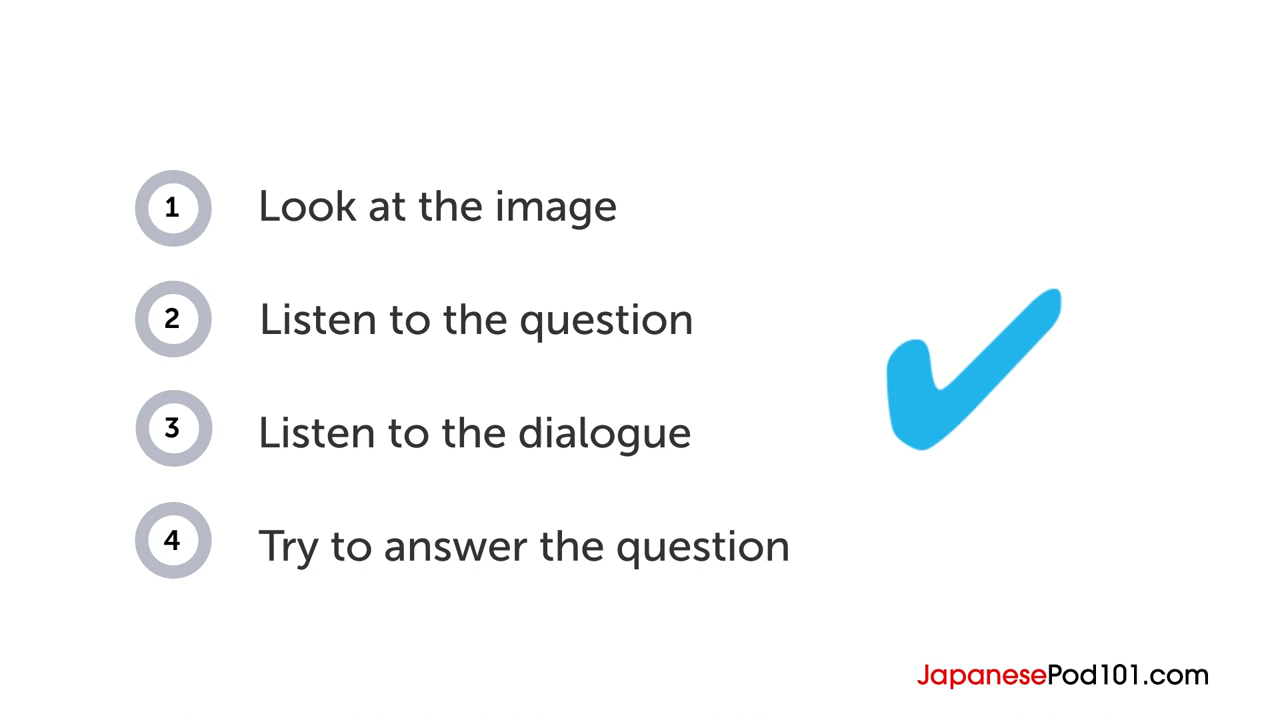 1 Look at the image
2 Listen to the question
3 Listen to the dialogue
4 Try to answer the question
JapanesePod101.com